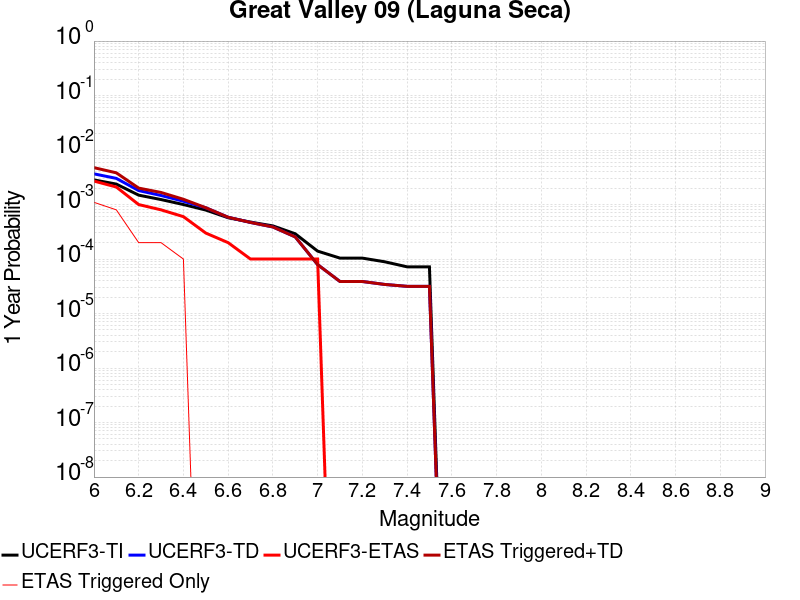 Great Valley 09 (Laguna Seca)
10^0
10^-1
10^-2
10^-3
10^-4
10^-5
10^-6
10^-7
10^-8
1 Year Probability
6 6.2 6.4 6.6 6.8 7 7.2 7.4 7.6 7.8 8 8.2 8.4 8.6 8.8 9
Magnitude
UCERF3-TI UCERF3-TD UCERF3-ETAS ETAS Triggered+TD
ETAS Triggered Only